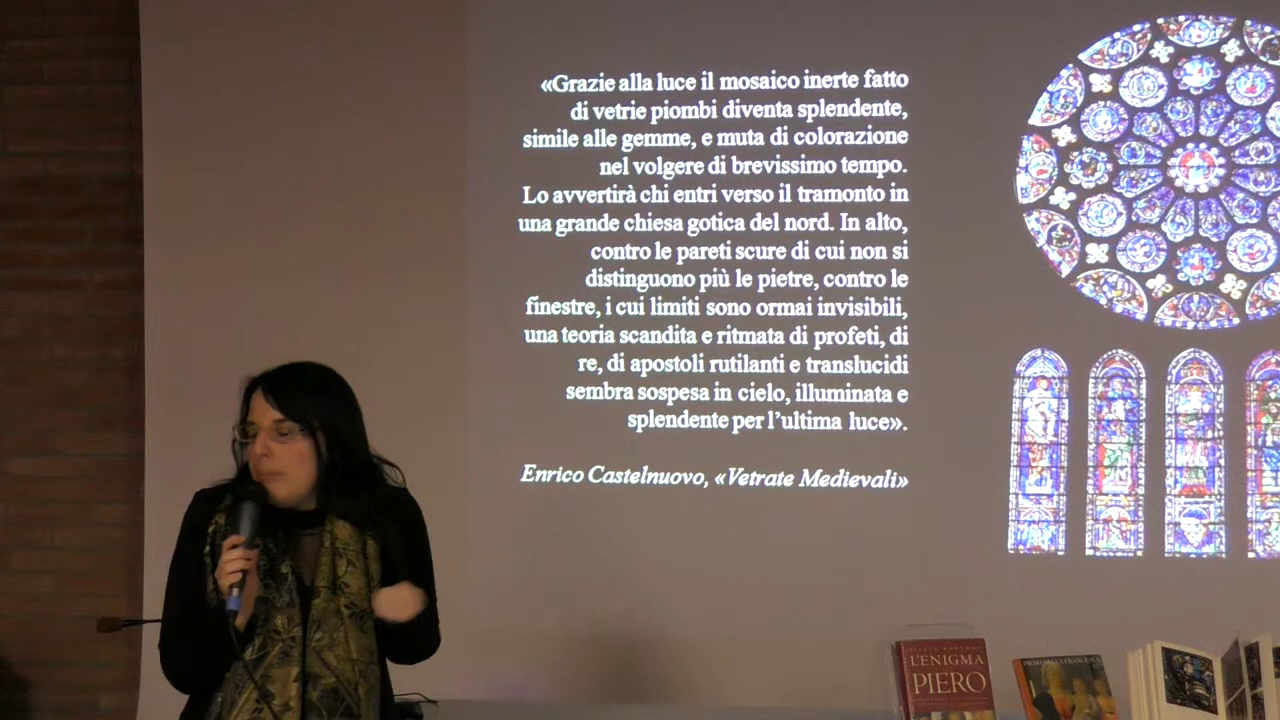 «Grazie alla luce il mosaico inerte fatto
di vetri e piombi diventa splendente,
simile alle gemme, e muta di colorazione
nel volgere di brevissimo tempo.
Lo avvertirà chi entri verso il tramonto in
una grande chiesa gotica del nord. In alto,
contro le pareti scure di cui non si
distinguono più le pietre, contro le
finestre, i cui limiti sono ormai invisibili,
una teoria scandita e ritmata di profeti, di
re, di apostoli rutilanti e translucidi
sembra sospesa in cielo, illuminata e
splendente per l'ultima luce».
Enrico Castelnuovo, «Vetrate Medievali»
L'ENIGMA
PIERO
PIERO DELLA FRANCESCA